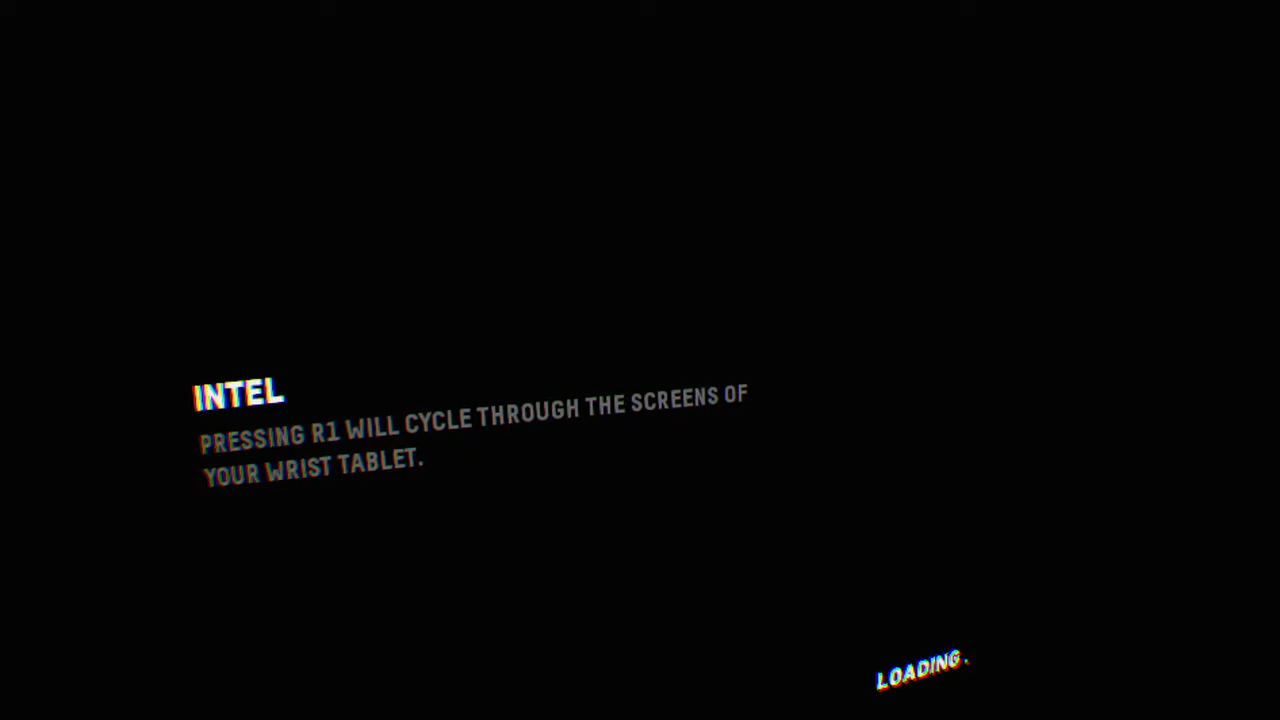 INTEL
PRESSING R1 WILL CYCLE THROUGH THE SCREENS OF
YOUR WRIST TABLET.
LOADING.